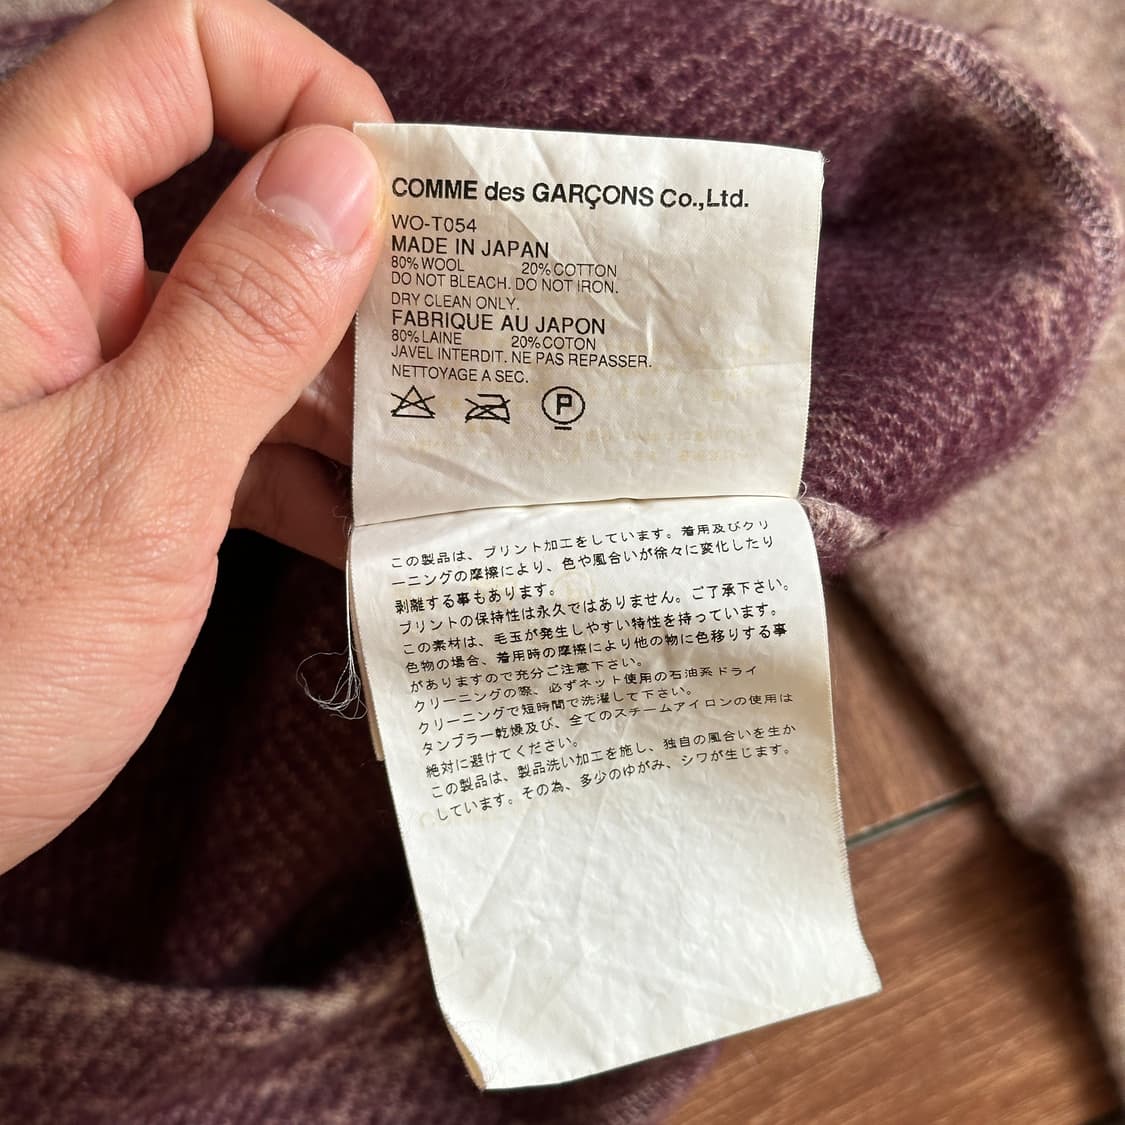 COMME des GARÇONS Co.,Ltd.
WO-T054
MADE IN JAPAN
80% WOOL 20% COTTON
DO NOT BLEACH. DO NOT IRON.
DRY CLEAN ONLY.
FABRIQUE AU JAPON
80% LAINE 20% COTON
JAVEL INTERDIT. NE PAS REPASSER.
NETTOYAGE A SEC.
P
この製品は、プリント加工をしています。着用及びクリ
ーニングの摩擦により、色や風合いが徐々に変化したり
剥離する事もあります。
プリントの保持性は永久ではありません。ご了承下さい。
この素材は、毛玉が発生しやすい特性を持っています。
色物の場合、着用時の摩擦により他の物に色移りする事
がありますので充分ご注意下さい。
クリーニングの際、必ずネット使用の石油系ドライ
クリーニングで短時間で洗濯して下さい。
タンブラー乾燥及び、全てのスチームアイロンの使用は
絶対に避けてください。
この製品は、製品洗い加工を施し、独自の風合いを生か
しています。その為、多少のゆがみ、シワが生じます。